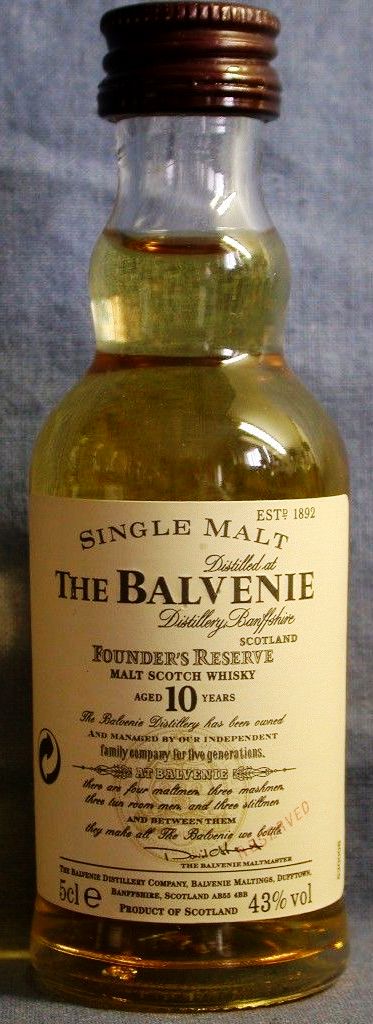 ESTD 1892
SINGLE MALT
Distilled at
THE BALVENIE
Distillery, Banffshire
SCOTLAND
FOUNDER'S RESERVE
MALT SCOTCH WHISKY
AGED 10 YEARS
The Balvenie Distillery has been owned
AND MANAGED BY OUR INDEPENDENT
family company for five generations.
AT BALVENIE
there are four maltmen, three mashmen,
three tun room men, and three stillmen
AND BETWEEN THEM
they make all The Balvenie we bottle.
THE BALVENIE MALTMASTER
THE BALVENIE DISTILLERY COMPANY, BALVENIE MALTINGS, DUFFTOWN,
BANFFSHIRE, SCOTLAND AB55 4BB
5cl e 43% vol
PRODUCT OF SCOTLAND